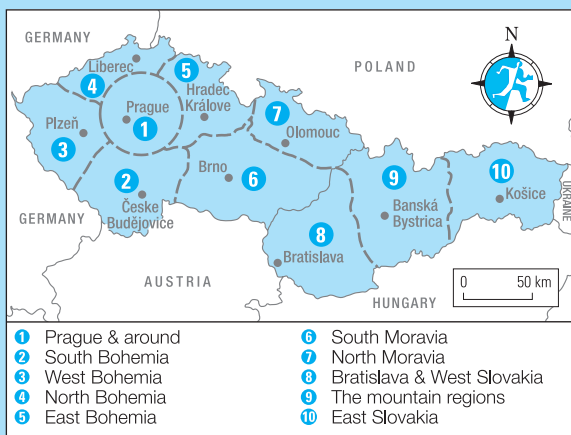 GERMANY
N
POLAND
Liberec
5
4
Hradec
Králove
Prague
1
7
Olomouc
Plzeň
3
2
Brno
6
9
10
Košice
UKRAINE
Česke
Budějovice
Banská
Bystrica
GERMANY
8
Bratislava
AUSTRIA
HUNGARY
0 50 km
1 Prague & around
2 South Bohemia
3 West Bohemia
4 North Bohemia
5 East Bohemia
6 South Moravia
7 North Moravia
8 Bratislava & West Slovakia
9 The mountain regions
10 East Slovakia